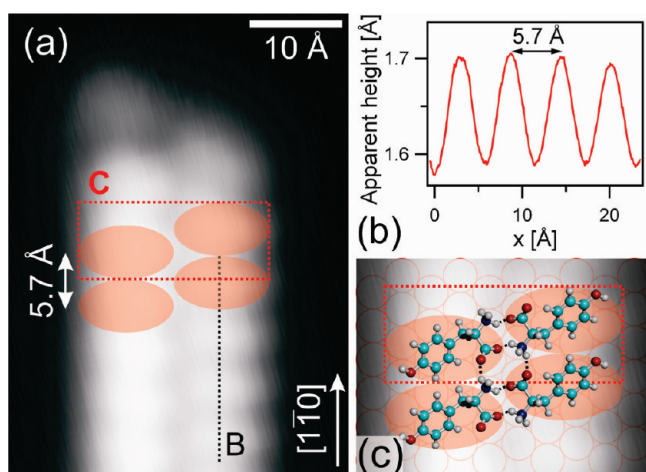 (a)
10 Å
C
5.7 Å
B
[11̄0]
Apparent height [Å]
1.7
1.6
5.7 Å
0
10
20
x [Å]
(b)
(c)